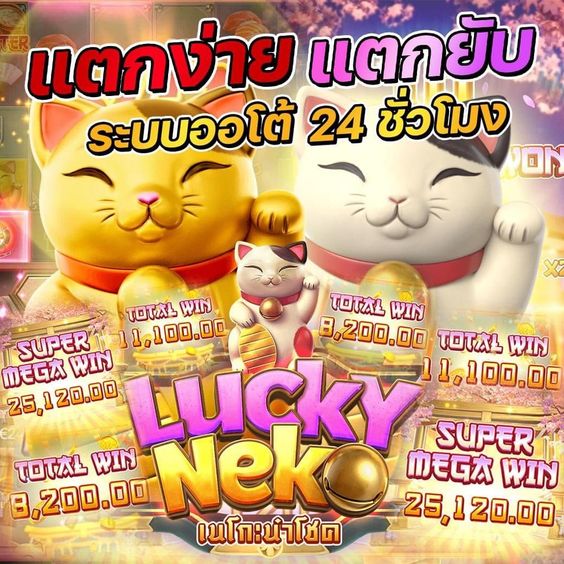 แตกง่าย แตกยับ
ระบบออโต้ 24 ชั่วโมง
TOTAL WIN
11,100.00
TOTAL WIN
8,200.00
TOTAL WIN
11,100.00
SUPER
MEGA WIN
25,120.00
TOTAL WIN
8,200.00
LUCKY
Neko
เนโกะนำโชค
SUPER
MEGA WIN
25,120.00